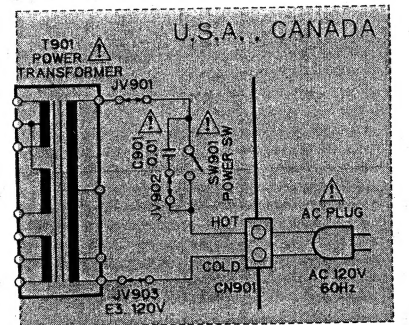 U.S.A., CANADA
T901
POWER
TRANSFORMER
JV901
C901
0.01
JV902
SW901
POWER SW
HOT
COLD
CN901
AC PLUG
AC 120V
60Hz
JV903
E3. 120V